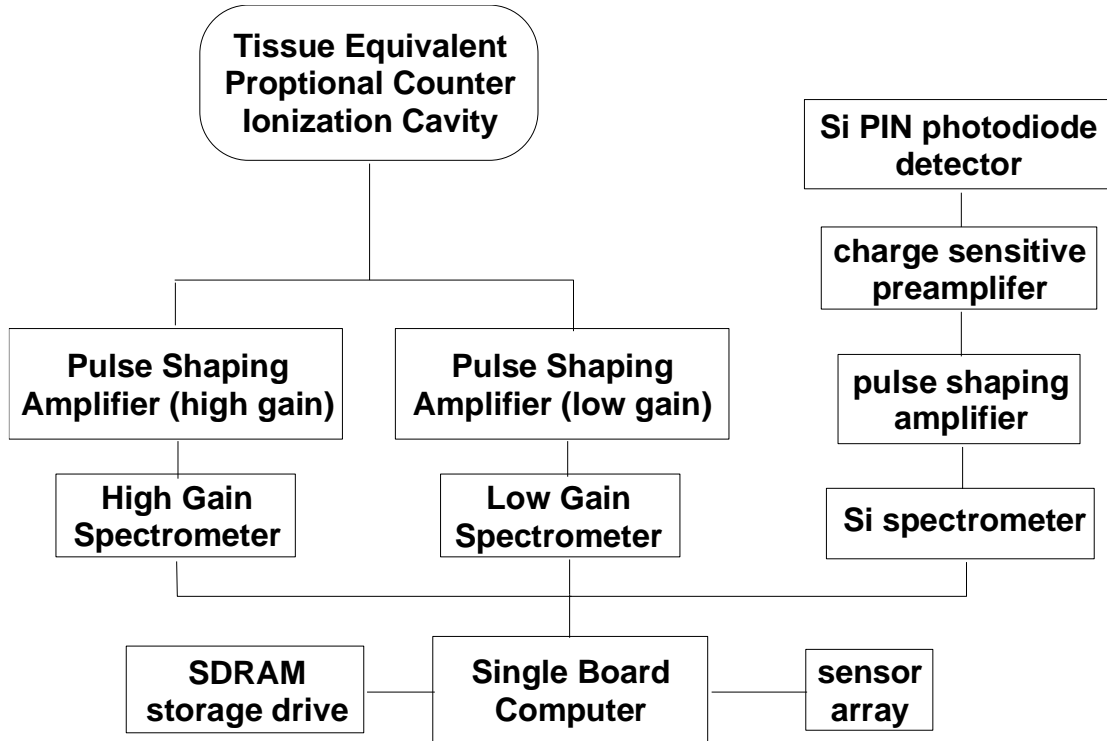 Tissue Equivalent
Proptional Counter
Ionization Cavity
Si PIN photodiode
detector
charge sensitive
preamplifer
Pulse Shaping
Amplifier (high gain)
Pulse Shaping
Amplifier (low gain)
pulse shaping
amplifier
High Gain
Spectrometer
Low Gain
Spectrometer
Si spectrometer
SDRAM
storage drive
Single Board
Computer
sensor
array